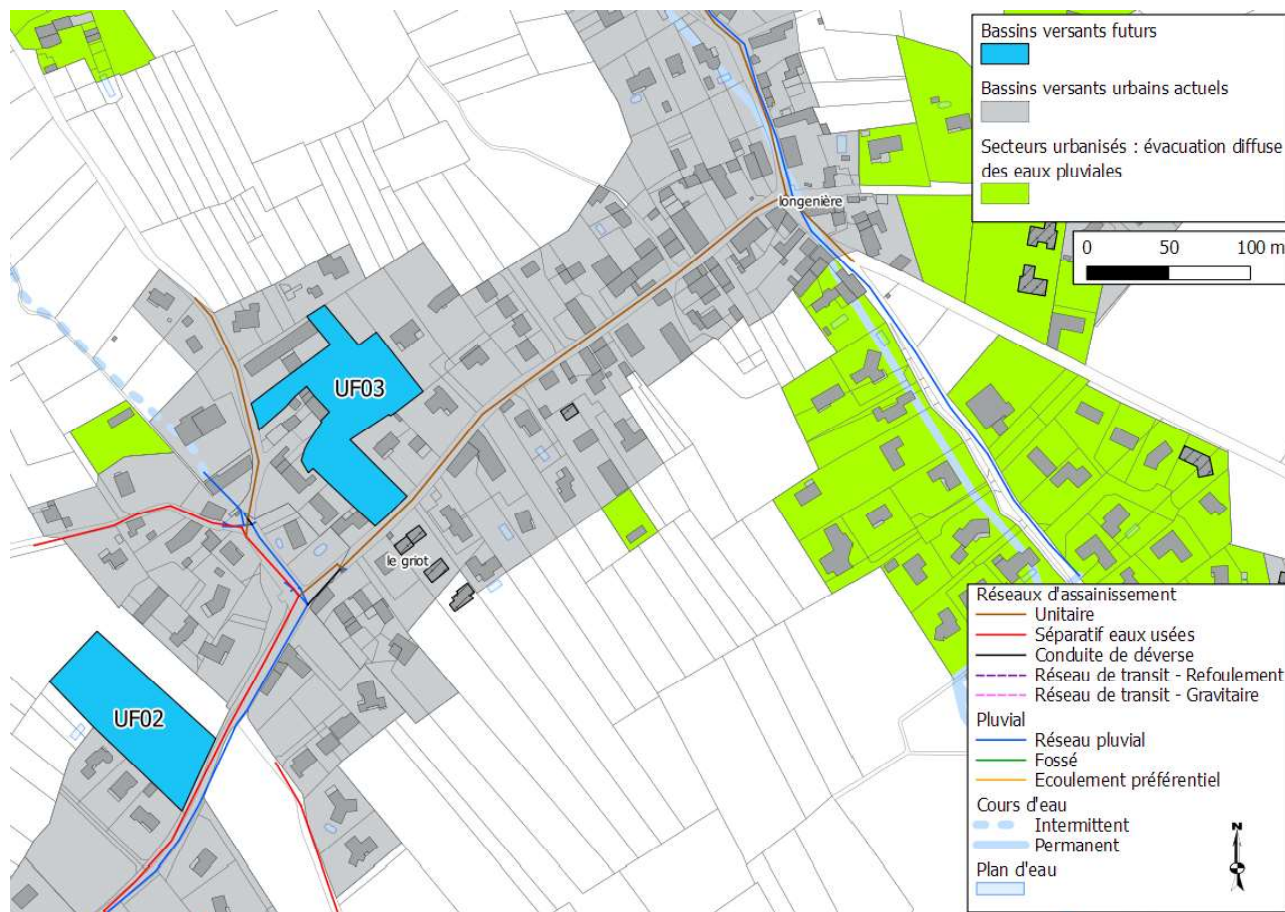 Bassins versants futurs
Bassins versants urbains actuels
Secteurs urbanisés : évacuation diffuse
des eaux pluviales
longenière
0 50 100 m
UF03
le griot
UF02
Réseaux d'assainissement
Unitaire
Séparatif eaux usées
Conduite de déverse
Réseau de transit - Refoulement
Réseau de transit - Gravitaire
Pluvial
Réseau pluvial
Fossé
Ecoulement préférentiel
Cours d'eau
Intermittent
Permanent
Plan d'eau
N